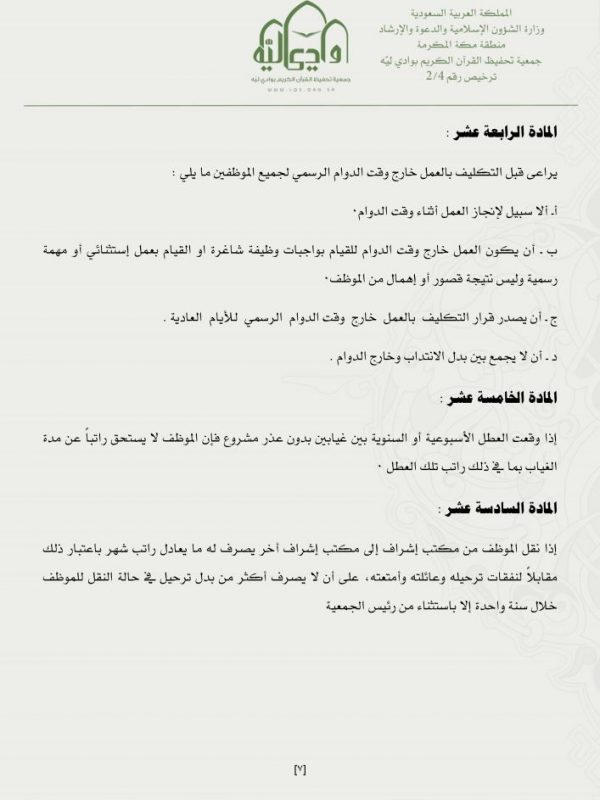 المملكة العربية السعودية
وزارة الشؤون الإسلامية والدعوة والإرشاد
منطقة مكة المكرمة
جمعية تحفيظ القرآن الكريم بوادي ليّه
ترخيص رقم 2/4
وادي ليّه
جمعية تحفيظ القرآن الكريم بوادي ليّه
WWW.LQS.ORG.SA
المادة الرابعة عشر :
يراعى قبل التكليف بالعمل خارج وقت الدوام الرسمي لجميع الموظفين ما يلي :
أ- ألا سبيل لإنجاز العمل أثناء وقت الدوام٠
ب - أن يكون العمل خارج وقت الدوام للقيام بواجبات وظيفة شاغرة او القيام بعمل إستثنائي أو مهمة
رسمية وليس نتيجة قصور أو إهمال من الموظف٠
ج - أن يصدر قرار التكليف بالعمل خارج وقت الدوام الرسمي للأيام العادية .
د - أن لا يجمع بين بدل الانتداب وخارج الدوام .
المادة الخامسة عشر :
إذا وقعت العطل الأسبوعية أو السنوية بين غيابين بدون عذر مشروع فإن الموظف لا يستحق راتباً عن مدة
الغياب بما في ذلك راتب تلك العطل ٠
المادة السادسة عشر :
إذا نقل الموظف من مكتب إشراف إلى مكتب إشراف أخر يصرف له ما يعادل راتب شهر باعتبار ذلك
مقابلاً لنفقات ترحيله وعائلته وأمتعته، على أن لا يصرف أكثر من بدل ترحيل في حالة النقل للموظف
خلال سنة واحدة إلا باستثناء من رئيس الجمعية
[٧]